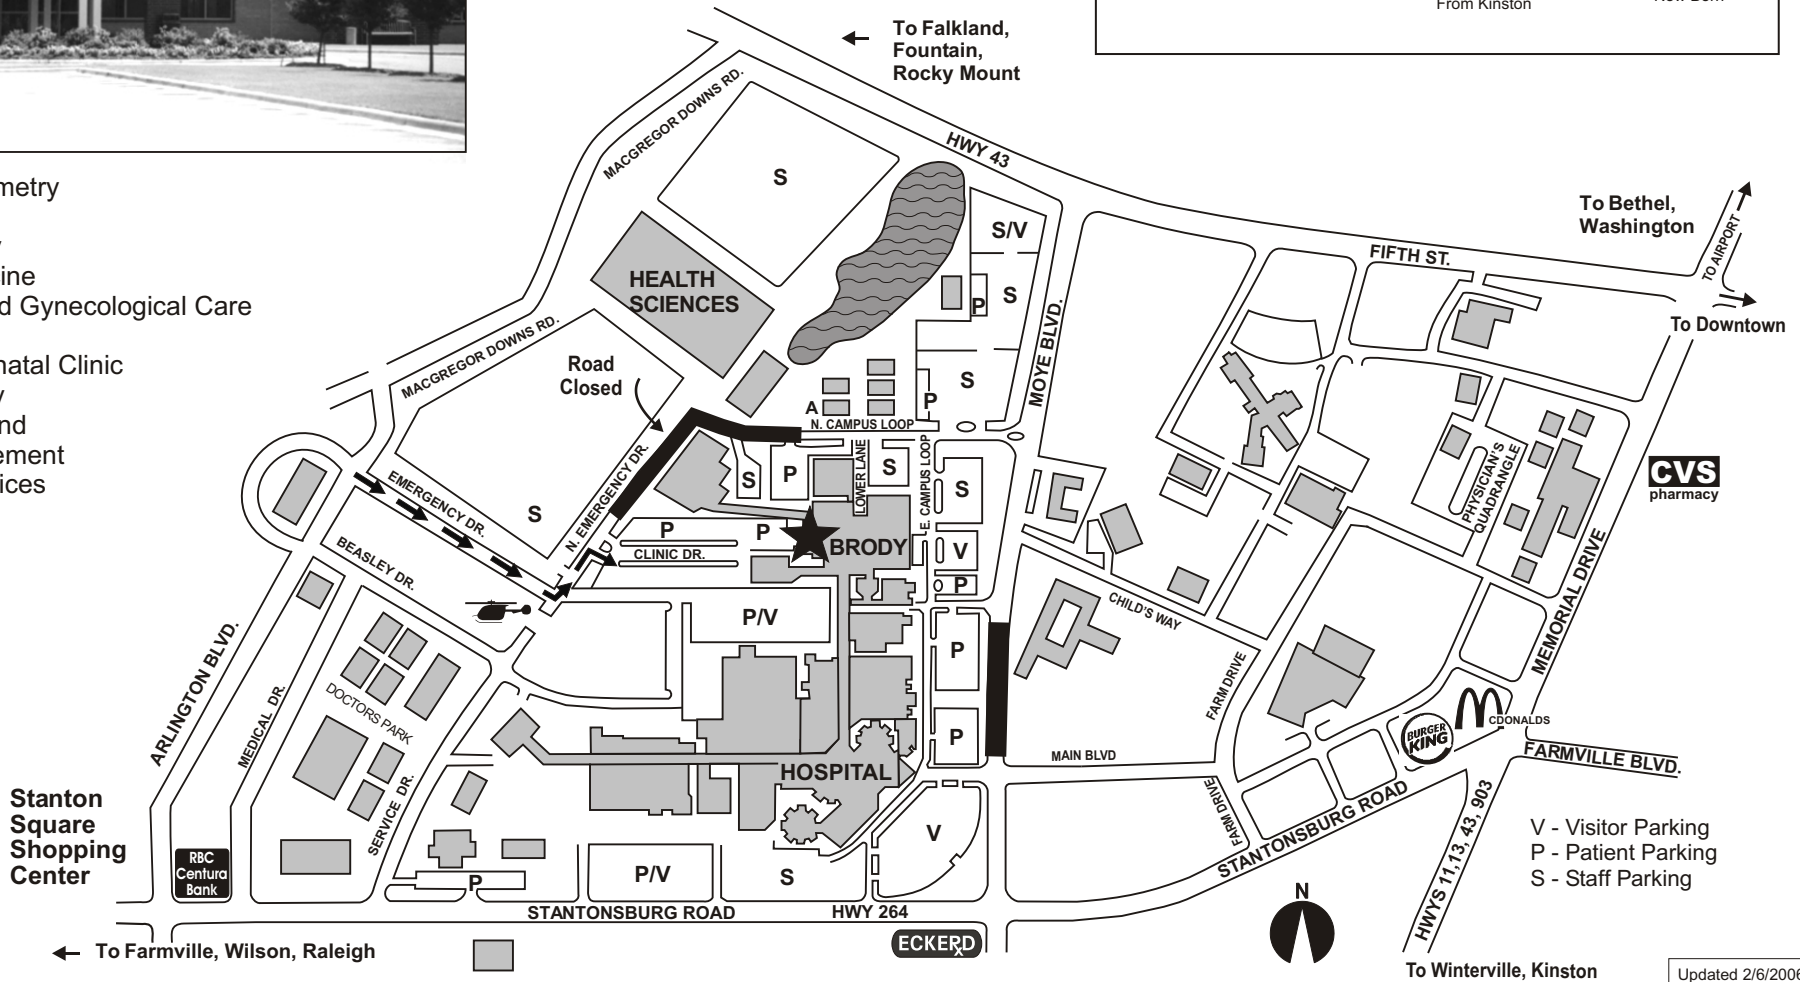 From Kinston
To Falkland,
Fountain,
Rocky Mount
MACGREGOR DOWNS RD.
HWY 43
S
metry
ine
d Gynecological Care
natal Clinic
y
nd
ement
ices
To Bethel,
Washington
TO AIRPORT
FIFTH ST.
To Downtown
S/V
HEALTH
SCIENCES
P
S
MOYE BLVD.
MACGREGOR DOWNS RD.
Road
Closed
S
P
A
N. CAMPUS LOOP
EMERGENCY DR.
S
N. EMERGENCY DR.
S
P
LOWER LANE
S
E. CAMPUS LOOP
S
PHYSICIAN'S
QUADRANGLE
CVS
pharmacy
P
P
BRODY
V
CLINIC DR.
BEASLEY DR.
P
CHILD'S WAY
MEMORIAL DRIVE
P/V
P
ARLINGTON BLVD.
MEDICAL DR.
DOCTORS PARK
FARM DRIVE
P
BURGER
KING
CDONALDS
FARMVILLE BLVD.
MAIN BLVD
HOSPITAL
SERVICE DR.
FARM DRIVE
STANTONSBURG ROAD
HWYS 11,13, 43, 903
Stanton
Square
Shopping
Center
RBC
Centura
Bank
V
P
P/V
S
V - Visitor Parking
P - Patient Parking
S - Staff Parking
STANTONSBURG ROAD
HWY 264
N
ECKERD
x
To Farmville, Wilson, Raleigh
To Winterville, Kinston
Updated 2/6/2006